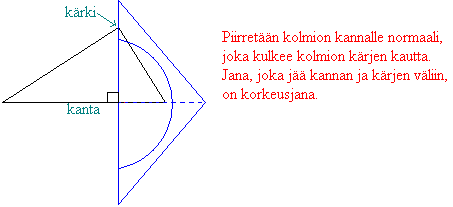 kärki
kanta
Piirretään kolmion kannalle normaali,
joka kulkee kolmion kärjen kautta.
Jana, joka jää kannan ja kärjen väliin,
on korkeusjana.